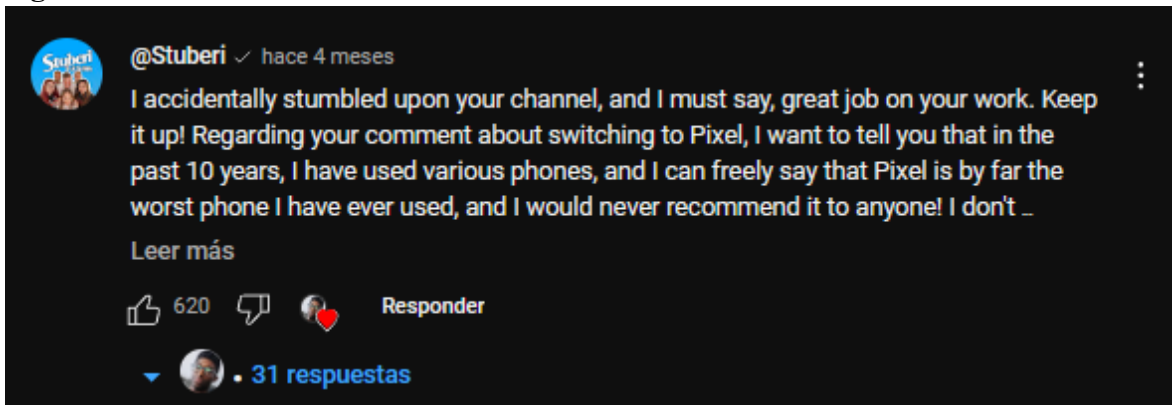 Stuberi
@Stuberi hace 4 meses
I accidentally stumbled upon your channel, and I must say, great job on your work. Keep
it up! Regarding your comment about switching to Pixel, I want to tell you that in the
past 10 years, I have used various phones, and I can freely say that Pixel is by far the
worst phone I have ever used, and I would never recommend it to anyone! I don't ...
Leer más
620 Responder
• 31 respuestas